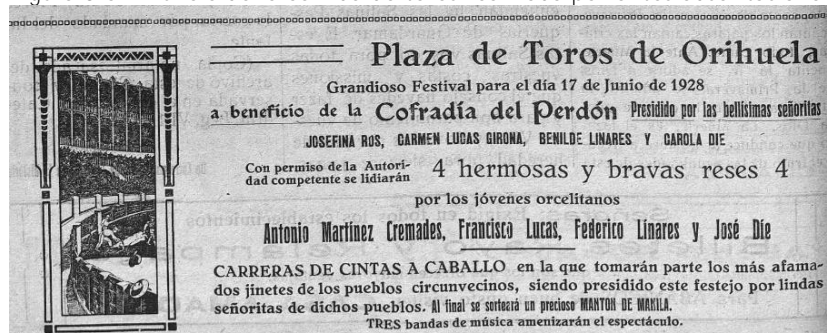 Plaza de Toros de Orihuela
Grandioso Festival para el día 17 de Junio de 1928
a beneficio de la Cofradía del Perdón Presidido por las bellísimas señoritas
JOSEFINA ROS, CARMEN LUCAS GIRONA, BENILDE LINARES Y CAROLA DIE
Con permiso de la Autori-
dad competente se lidiarán 4 hermosas y bravas reses 4
por los jóvenes orcelitanos
Antonio Martínez Cremades, Francisco Lucas, Federico Linares y José Díe
CARRERAS DE CINTAS A CABALLO en la que tomarán parte los más afama-
dos jinetes de los pueblos circunvecinos, siendo presidido este festejo por lindas
señoritas de dichos pueblos. Al final se sorteará un precioso MANTON DE MANILA.
TRES bandas de música amenizarán el espectáculo.